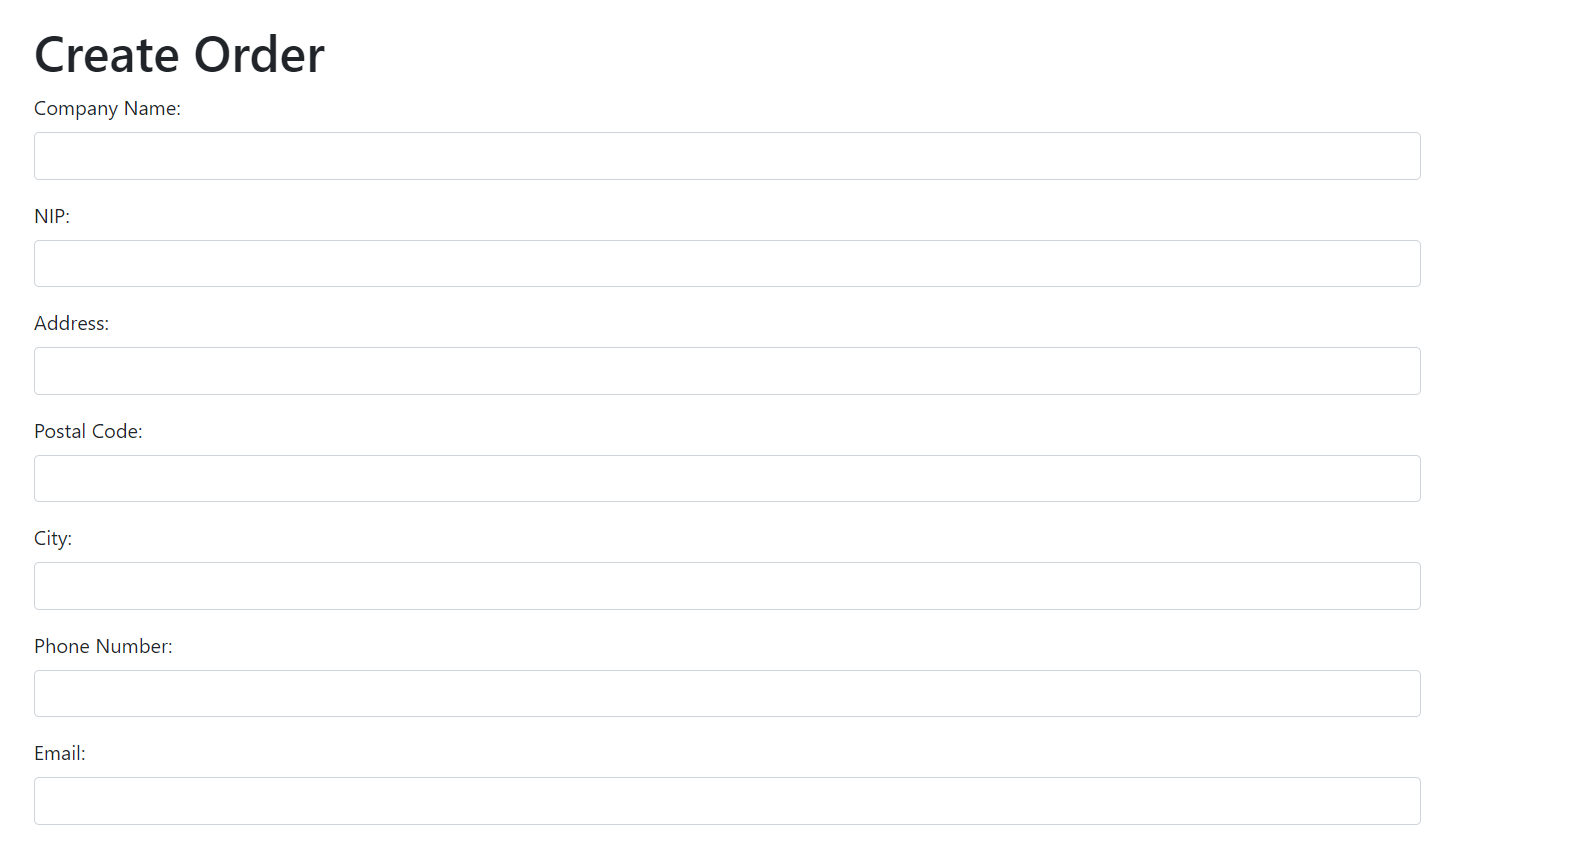 Create Order
Company Name:
NIP:
Address:
Postal Code:
City:
Phone Number:
Email: